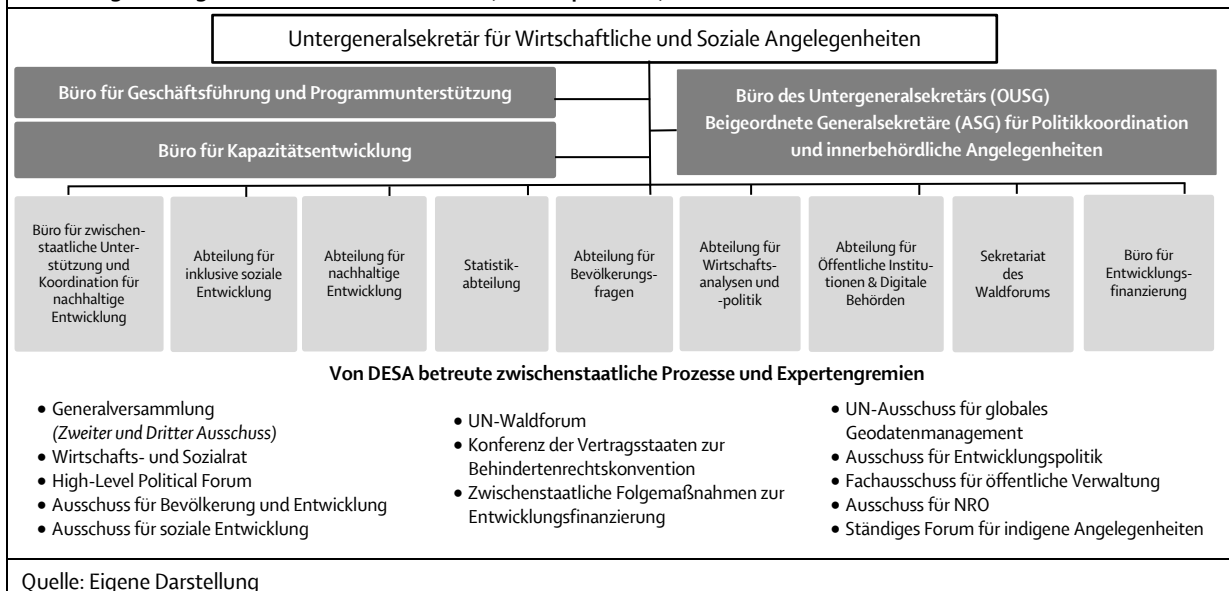 Untergeneralsekretär für Wirtschaftliche und Soziale Angelegenheiten
Büro für Geschäftsführung und Programmunterstützung
Büro für Kapazitätsentwicklung
Büro des Untergeneralsekretärs (OUSG)
Beigeordnete Generalsekretäre (ASG) für Politikkoordination
und innerbehördliche Angelegenheiten
Büro für zwischen-
staatliche Unter-
stützung und
Koordination für
nachhaltige
Entwicklung
Abteilung für
inklusive soziale
Entwicklung
Abteilung für
nachhaltige
Entwicklung
Statistik-
abteilung
Abteilung für
Bevölkerungs-
fragen
Abteilung für
Wirtschafts-
analysen und
-politik
Abteilung für
Öffentliche Institu-
tionen & Digitale
Behörden
Sekretariat
des
Waldforums
Büro für
Entwicklungs-
finanzierung
Von DESA betreute zwischenstaatliche Prozesse und Expertengremien
• Generalversammlung
(Zweiter und Dritter Ausschuss)
• Wirtschafts- und Sozialrat
• High-Level Political Forum
• Ausschuss für Bevölkerung und Entwicklung
• Ausschuss für soziale Entwicklung
• UN-Waldforum
• Konferenz der Vertragsstaaten zur
Behindertenrechtskonvention
• Zwischenstaatliche Folgemaßnahmen zur
Entwicklungsfinanzierung
• UN-Ausschuss für globales
Geodatenmanagement
• Ausschuss für Entwicklungspolitik
• Fachausschuss für öffentliche Verwaltung
• Ausschuss für NRO
• Ständiges Forum für indigene Angelegenheiten
Quelle: Eigene Darstellung